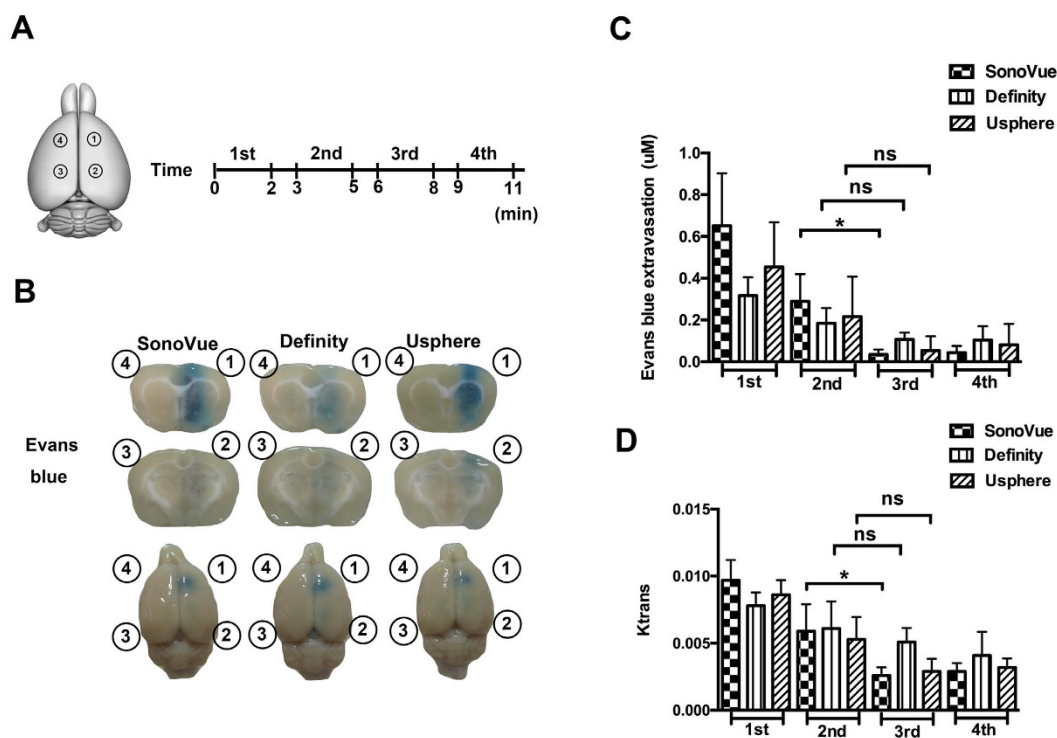 A
4 1
3 2
Time
1st 2nd 3rd 4th
0 2 3 5 6 8 9 11
(min)
B
SonoVue Definity Usphere
4 1 4 1 4 1
Evans
blue
3 2 3 2 3 2
4 1 4 1 4 1
3 2 3 2 3 2
C
SonoVue
Definity
Usphere
Evans blue extravasation (uM)
1.0
0.8
0.6
0.4
0.2
0.0
ns
ns
*
1st 2nd 3rd 4th
D
SonoVue
Definity
Usphere
Ktrans
0.015
0.010
0.005
0.000
ns
ns
*
1st 2nd 3rd 4th